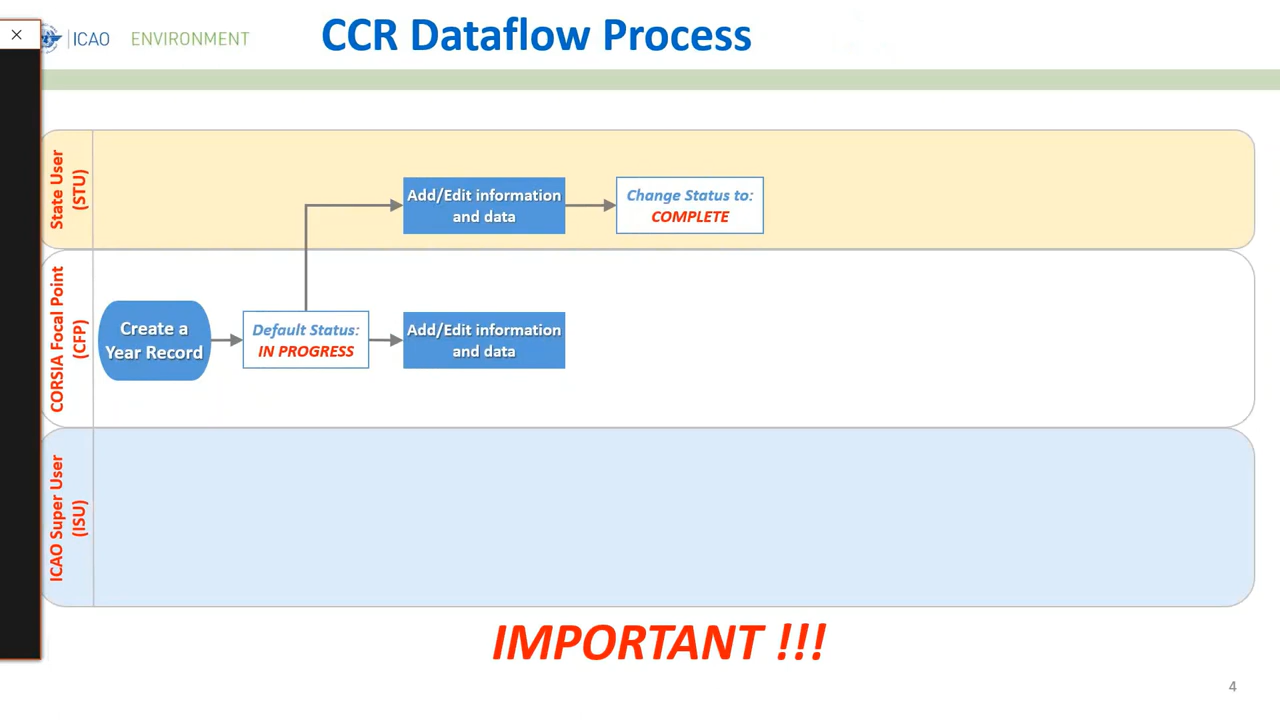 ICAO ENVIRONMENT
CCR Dataflow Process
State User
(STU)
Add/Edit information
and data
Change Status to:
COMPLETE
CORSIA Focal Point
(CFP)
Create a
Year Record
Default Status:
IN PROGRESS
Add/Edit information
and data
ICAO Super User
(ISU)
IMPORTANT !!!
4